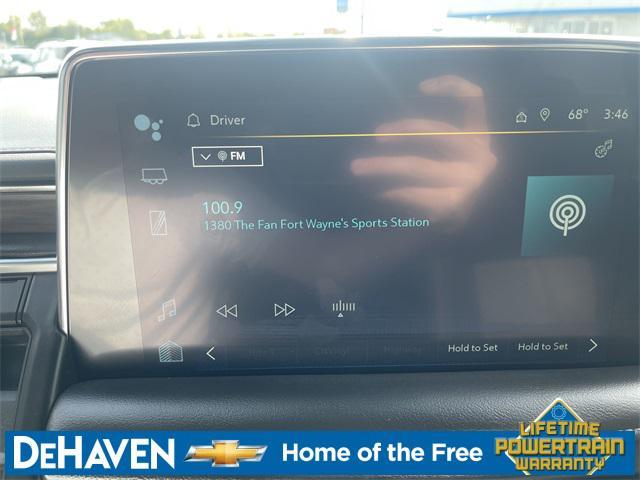 Driver
68° 3:46
FM
100.9
1380 The Fan Fort Wayne's Sports Station
Hold to Set Hold to Set
DEHAVEN Home of the Free
LIFETIME
POWERTRAIN
WARRANTY